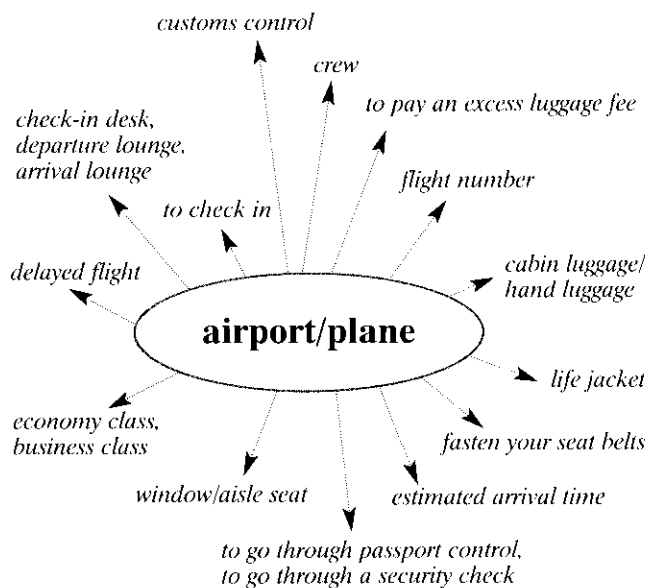 customs control
crew
to pay an excess luggage fee
check-in desk,
departure lounge,
arrival lounge
flight number
to check in
cabin luggage/
hand luggage
delayed flight
airport/plane
life jacket
economy class,
business class
fasten your seat belts
window/aisle seat
estimated arrival time
to go through passport control,
to go through a security check